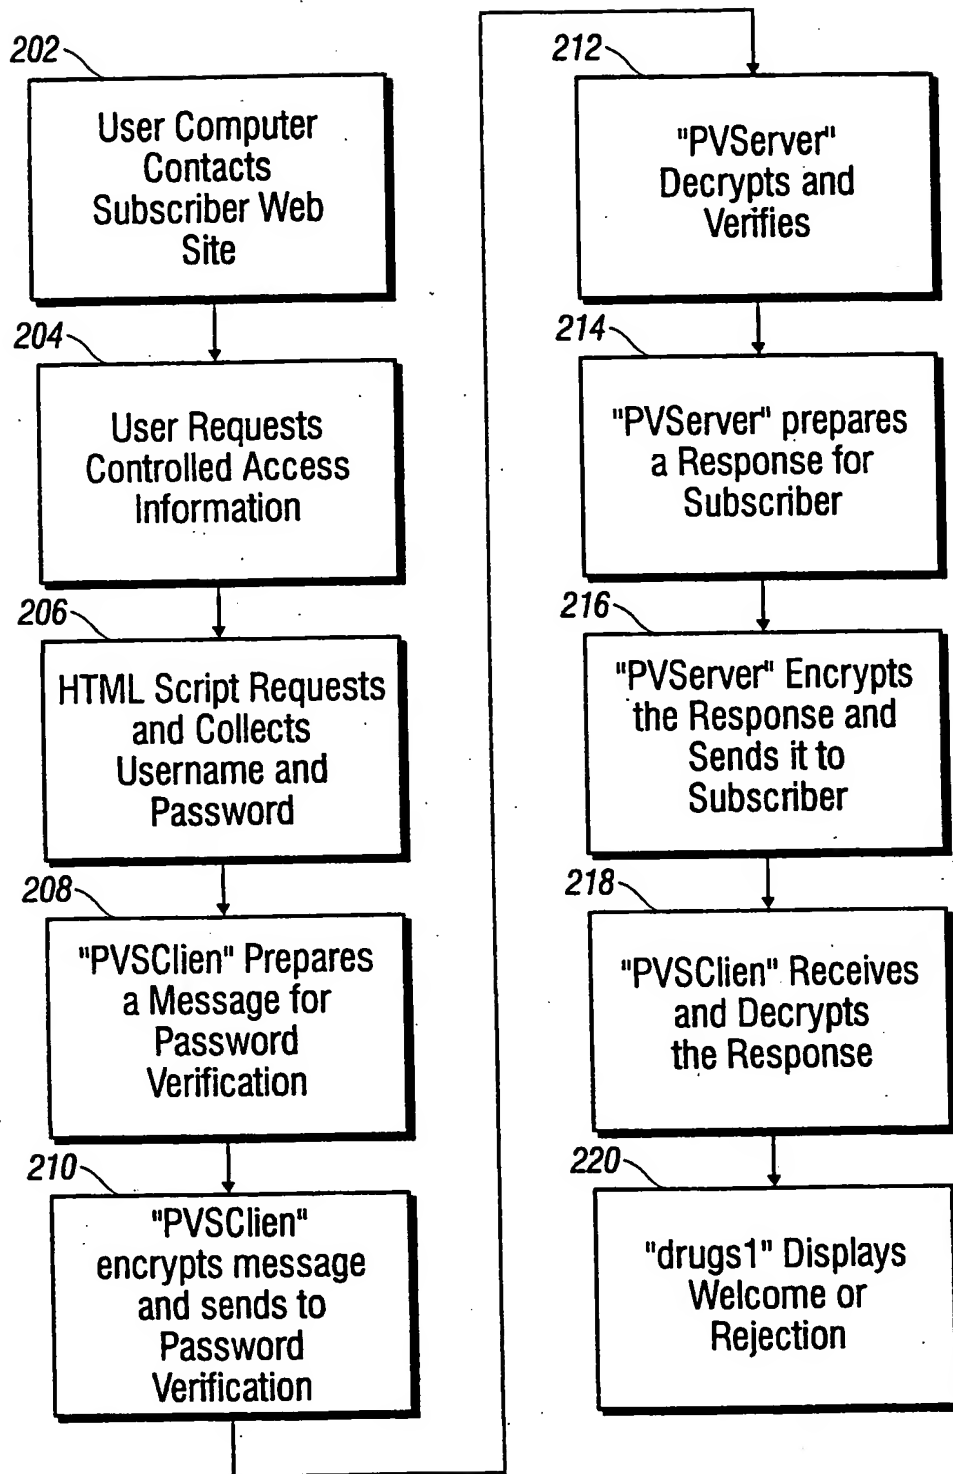 202
User Computer
Contacts
Subscriber Web
Site
204
User Requests
Controlled Access
Information
206
HTML Script Requests
and Collects
Username and
Password
208
"PVSClien" Prepares
a Message for
Password
Verification
210
"PVSClien"
encrypts message
and sends to
Password
Verification
212
"PVServer"
Decrypts and
Verifies
214
"PVServer" prepares
a Response for
Subscriber
216
"PVServer" Encrypts
the Response and
Sends it to
Subscriber
218
"PVSClien" Receives
and Decrypts
the Response
220
"drugs1" Displays
Welcome or
Rejection